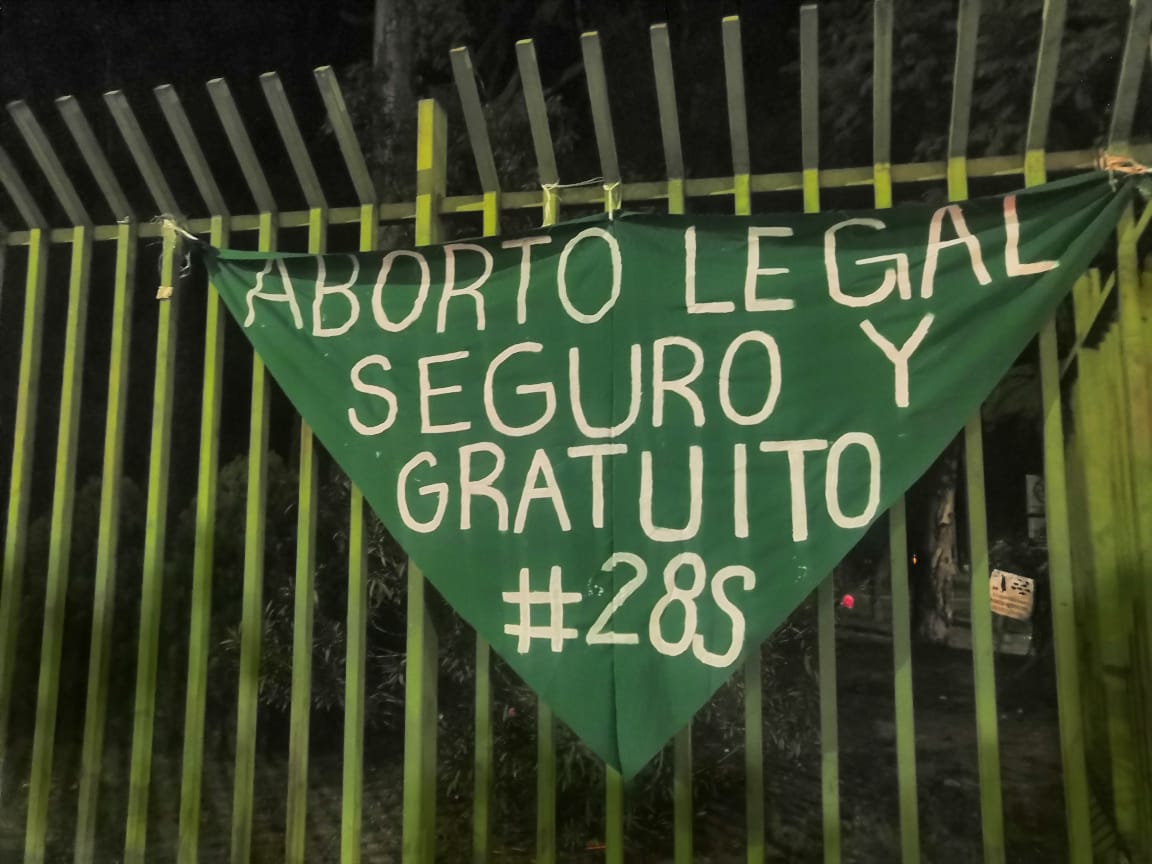 ABORTO LEGAL
SEGURO Y
GRATUITO
#28S